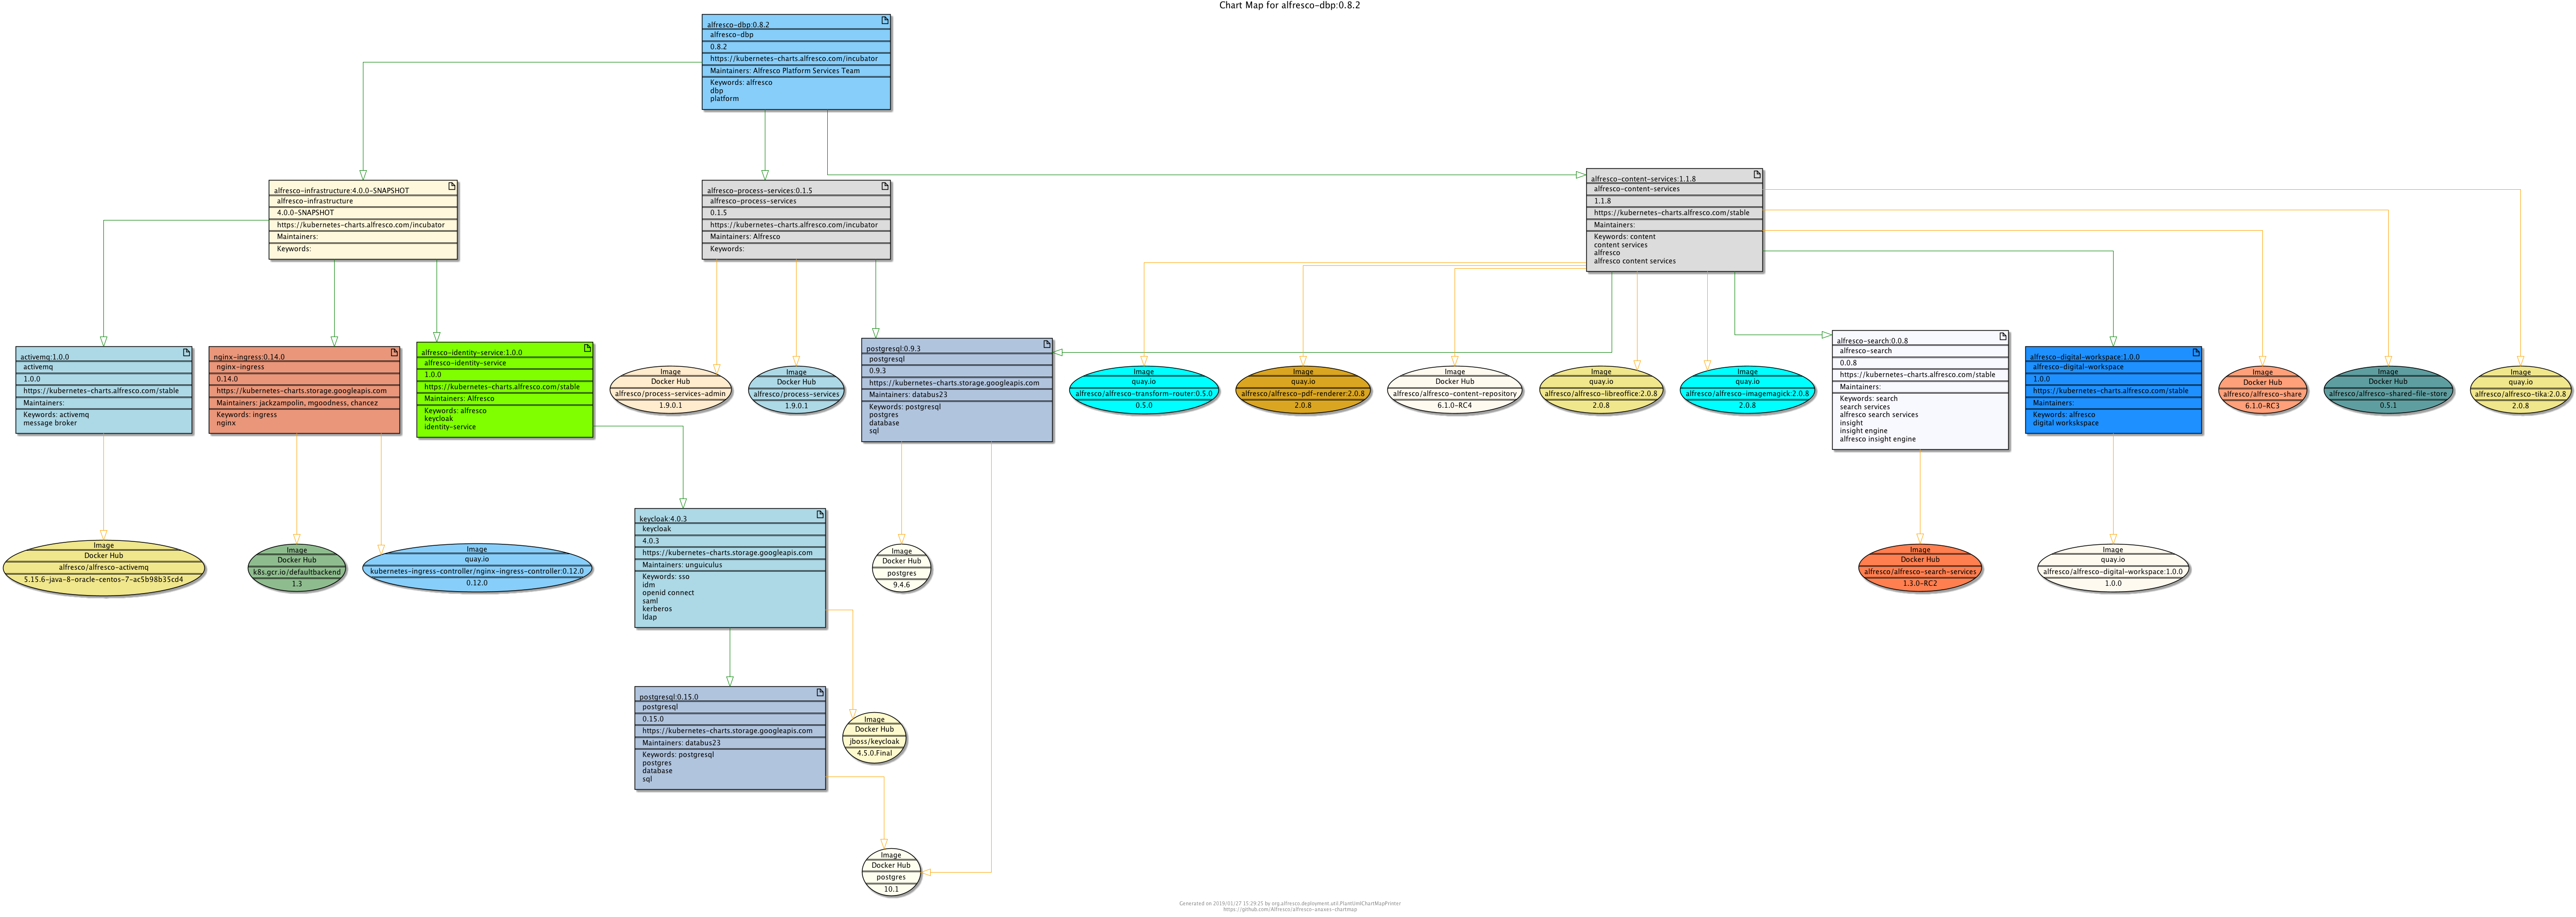 Chart Map for alfresco-dbp:0.8.2
alfresco-dbp:0.8.2
alfresco-dbp
0.8.2
https://kubernetes-charts.alfresco.com/incubator
Maintainers: Alfresco Platform Services Team
Keywords: alfresco
dbp
platform
alfresco-infrastructure:4.0.0-SNAPSHOT
alfresco-infrastructure
4.0.0-SNAPSHOT
https://kubernetes-charts.alfresco.com/incubator
Maintainers:
Keywords:
alfresco-process-services:0.1.5
alfresco-process-services
0.1.5
https://kubernetes-charts.alfresco.com/incubator
Maintainers: Alfresco
Keywords:
alfresco-content-services:1.1.8
alfresco-content-services
1.1.8
https://kubernetes-charts.alfresco.com/stable
Maintainers:
Keywords: content
content services
alfresco
alfresco content services
activemq:1.0.0
activemq
1.0.0
https://kubernetes-charts.alfresco.com/stable
Maintainers:
Keywords: activemq
message broker
nginx-ingress:0.14.0
nginx-ingress
0.14.0
https://kubernetes-charts.storage.googleapis.com
Maintainers: jackzampolin, mgoodness, chancez
Keywords: ingress
nginx
alfresco-identity-service:1.0.0
alfresco-identity-service
1.0.0
https://kubernetes-charts.alfresco.com/stable
Maintainers: Alfresco
Keywords: alfresco
keycloak
identity-service
Image
Docker Hub
alfresco/process-services-admin
1.9.0.1
Image
Docker Hub
alfresco/process-services
1.9.0.1
postgresql:0.9.3
postgresql
0.9.3
https://kubernetes-charts.storage.googleapis.com
Maintainers: databus23
Keywords: postgresql
postgres
database
sql
Image
quay.io
alfresco/alfresco-transform-router:0.5.0
0.5.0
Image
quay.io
alfresco/alfresco-pdf-renderer:2.0.8
2.0.8
Image
Docker Hub
alfresco/alfresco-content-repository
6.1.0-RC4
Image
quay.io
alfresco/alfresco-libreoffice:2.0.8
2.0.8
Image
quay.io
alfresco/alfresco-imagemagick:2.0.8
2.0.8
alfresco-search:0.0.8
alfresco-search
0.0.8
https://kubernetes-charts.alfresco.com/stable
Maintainers:
Keywords: search
search services
alfresco search services
insight
insight engine
alfresco insight engine
alfresco-digital-workspace:1.0.0
alfresco-digital-workspace
1.0.0
https://kubernetes-charts.alfresco.com/stable
Maintainers:
Keywords: alfresco
digital workskspace
Image
Docker Hub
alfresco/alfresco-share
6.1.0-RC3
Image
Docker Hub
alfresco/alfresco-shared-file-store
0.5.1
Image
quay.io
alfresco/alfresco-tika:2.0.8
2.0.8
Image
Docker Hub
alfresco/alfresco-activemq
5.15.6-java-8-oracle-centos-7-ac5b98b35cd4
Image
Docker Hub
k8s.gcr.io/defaultbackend
1.3
Image
quay.io
kubernetes-ingress-controller/nginx-ingress-controller:0.12.0
0.12.0
keycloak:4.0.3
keycloak
4.0.3
https://kubernetes-charts.storage.googleapis.com
Maintainers: unguiculus
Keywords: sso
idm
openid connect
saml
kerberos
ldap
Image
Docker Hub
postgres
9.4.6
Image
Docker Hub
alfresco/alfresco-search-services
1.3.0-RC2
Image
quay.io
alfresco/alfresco-digital-workspace:1.0.0
1.0.0
postgresql:0.15.0
postgresql
0.15.0
https://kubernetes-charts.storage.googleapis.com
Maintainers: databus23
Keywords: postgresql
postgres
database
sql
Image
Docker Hub
jboss/keycloak
4.5.0.Final
Image
Docker Hub
postgres
10.1
Generated on 2019/01/27 15:29:25 by org.alfresco.deployment.util.PlantUmlChartMapPrinter
https://github.com/Alfresco/alfresco-anaxes-chartmap